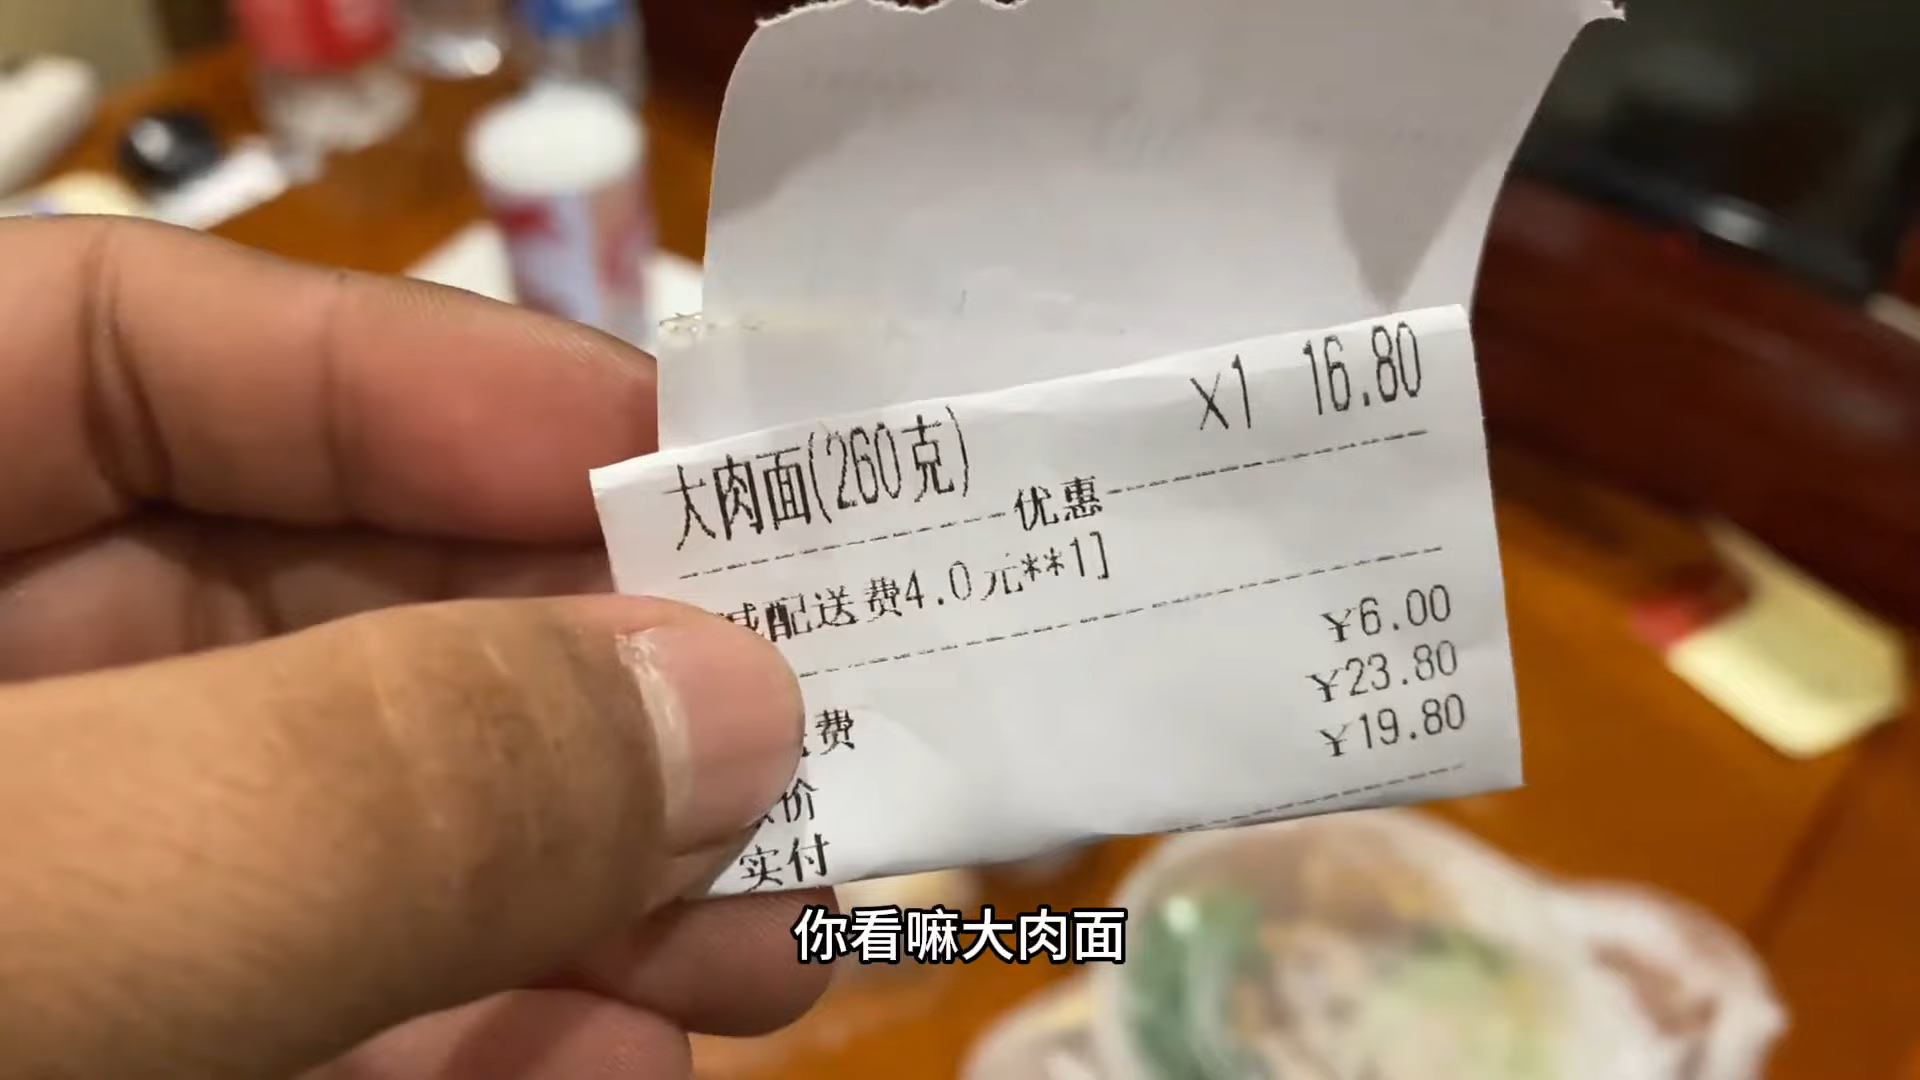 大肉面(260克) X1 16.80
优惠
减配送费4.0元**1]
费 ¥6.00
价 ¥23.80
实付 ¥19.80
你看嘛大肉面